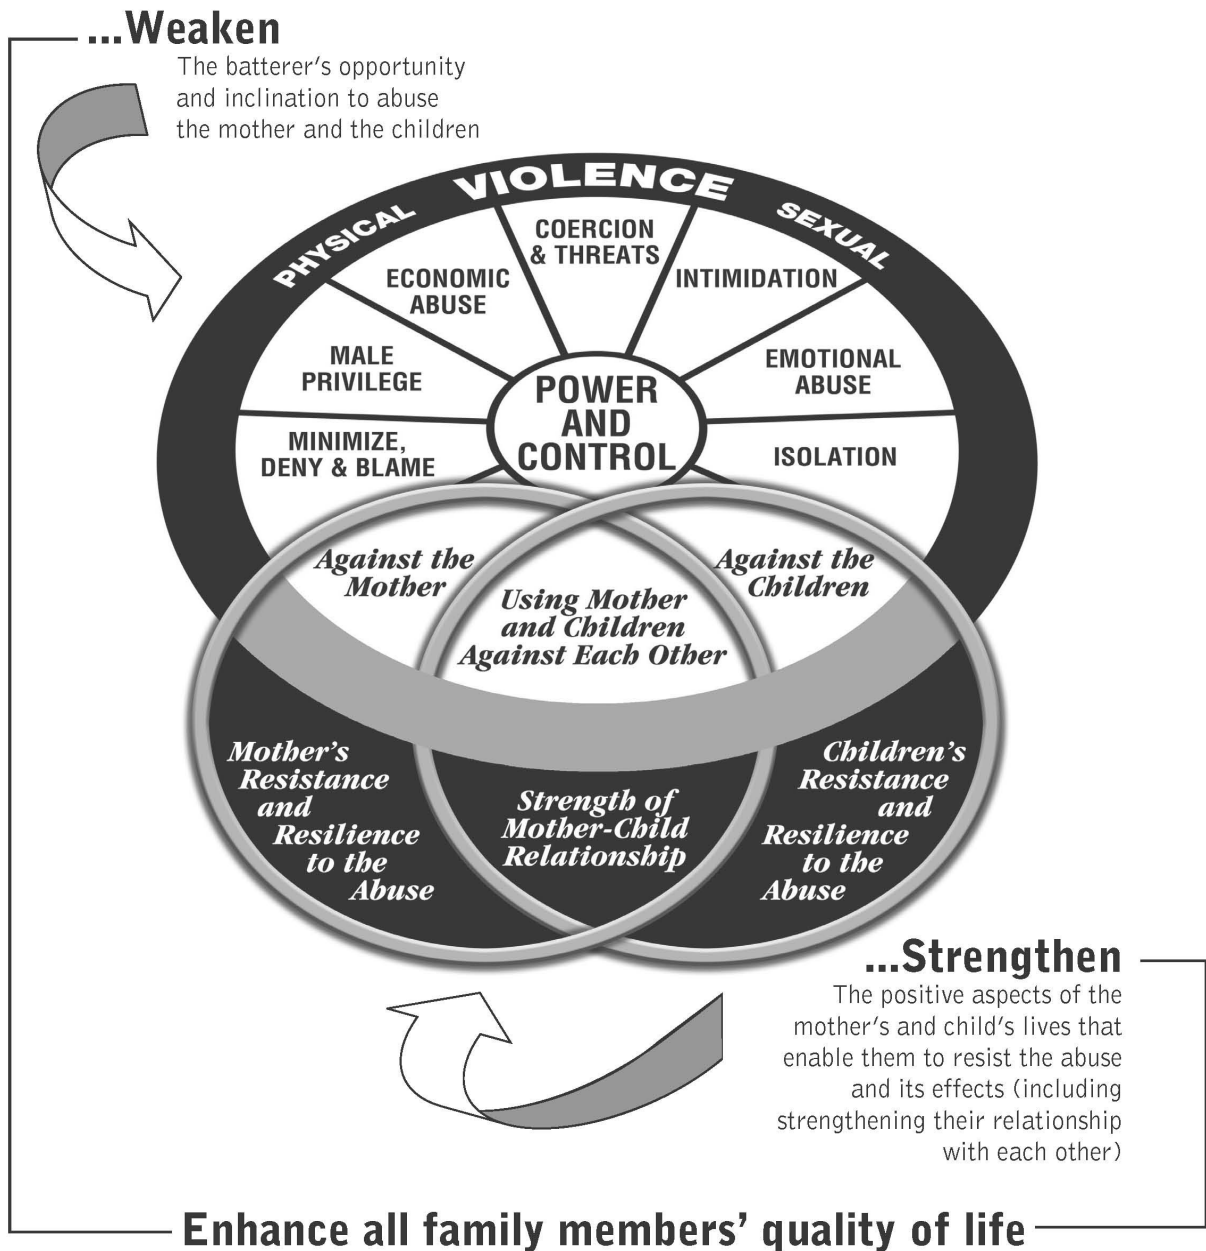 ...Weaken
The batterer's opportunity
and inclination to abuse
the mother and the children
PHYSICAL VIOLENCE SEXUAL
COERCION
& THREATS
ECONOMIC
ABUSE
INTIMIDATION
MALE
PRIVILEGE
EMOTIONAL
ABUSE
POWER
AND
CONTROL
MINIMIZE,
DENY & BLAME
ISOLATION
Against the
Mother
Against the
Children
Using Mother
and Children
Against Each Other
Mother's
Resistance
and
Resilience
to the
Abuse
Strength of
Mother-Child
Relationship
Children's
Resistance
and
Resilience
to the
Abuse
...Strengthen
The positive aspects of the
mother's and child's lives that
enable them to resist the abuse
and its effects (including
strengthening their relationship
with each other)
Enhance all family members' quality of life